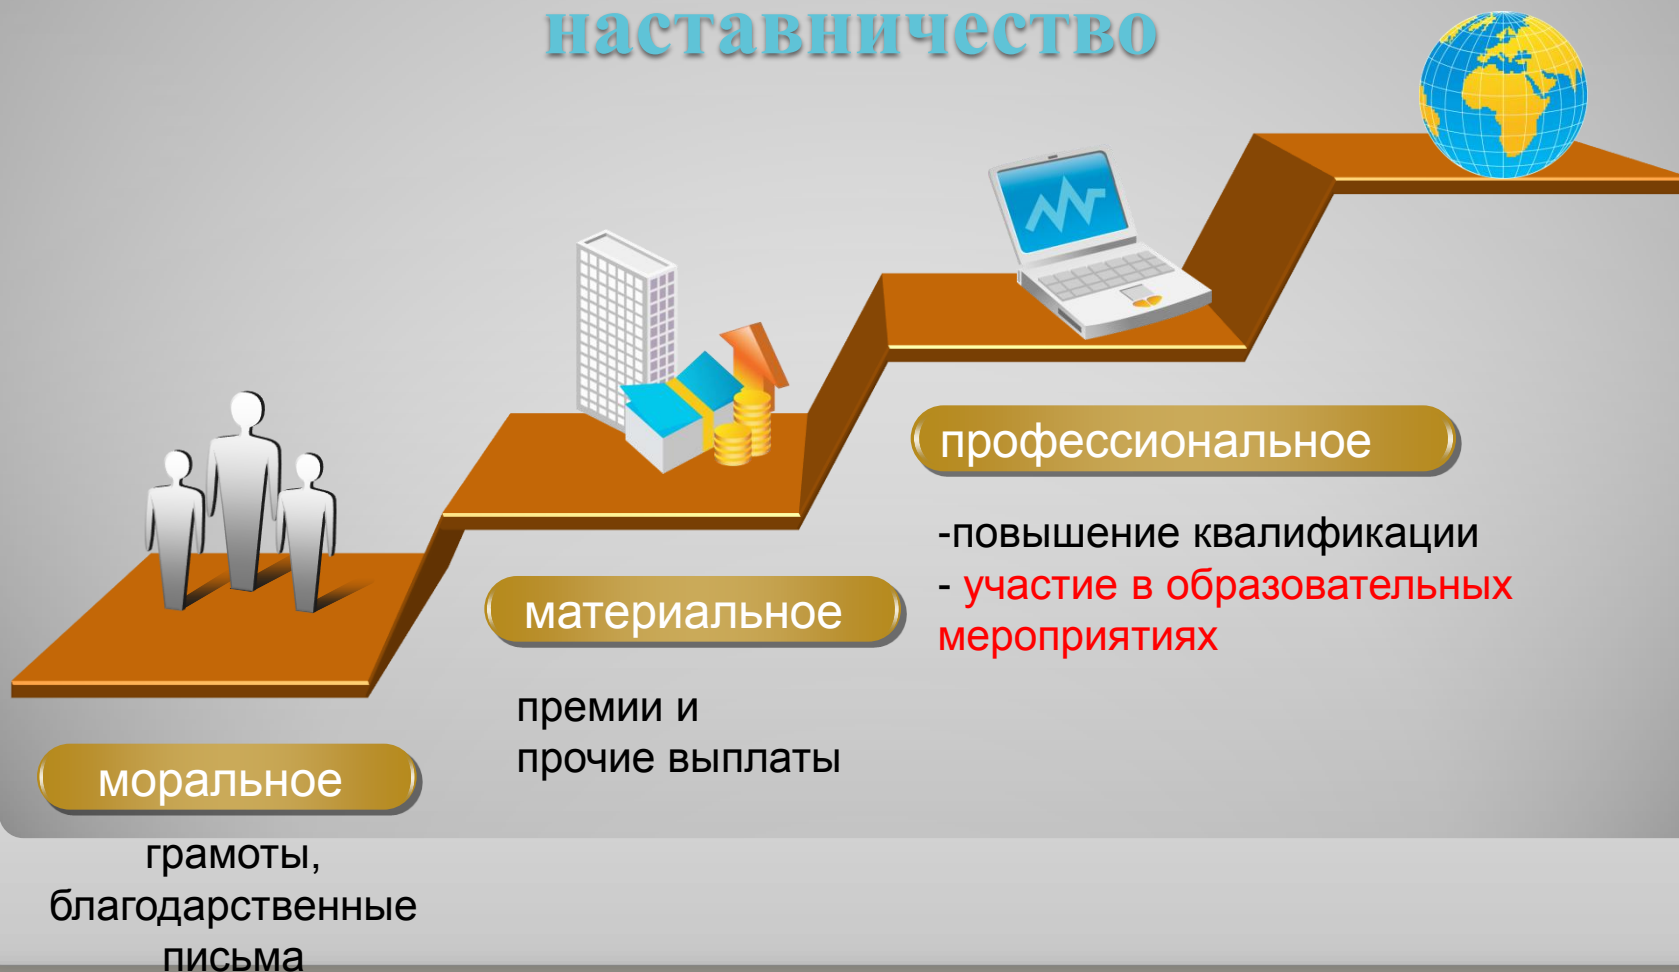 наставничество
профессиональное
-повышение квалификации
- участие в образовательных
мероприятиях
материальное
премии и
прочие выплаты
моральное
грамоты,
благодарственные
письма